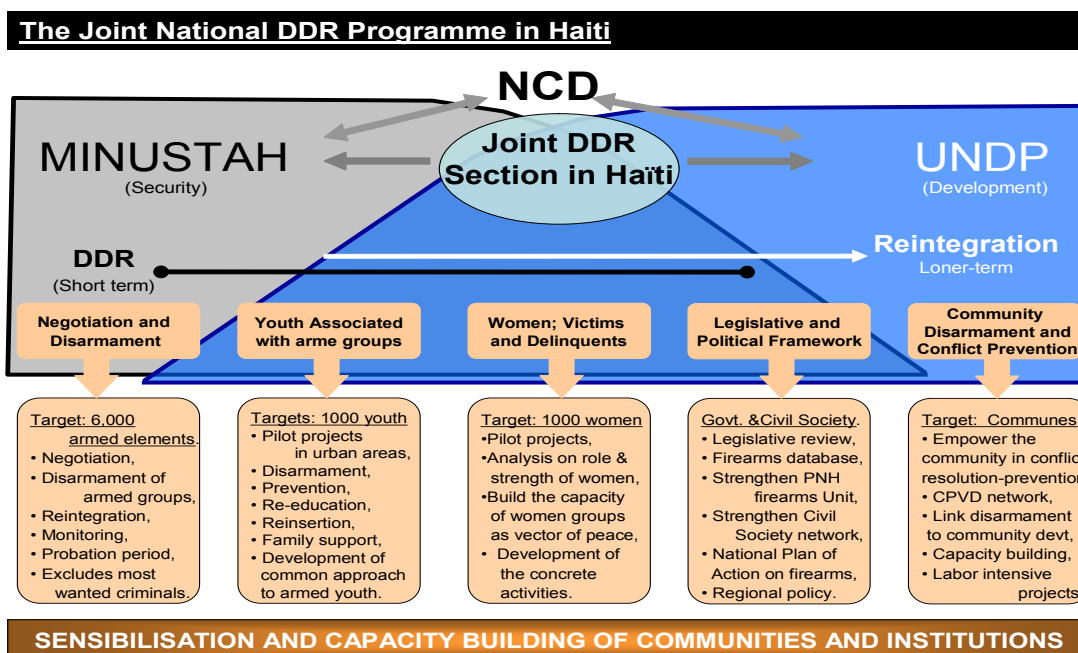 The Joint National DDR Programme in Haiti
NCD
MINUSTAH
(Security)
Joint DDR
Section in Haïti
UNDP
(Development)
DDR
(Short term)
Reintegration
Loner-term
Negotiation and
Disarmament
Youth Associated
with arme groups
Women; Victims
and Delinquents
Legislative and
Political Framework
Community
Disarmament and
Conflict Prevention
Target: 6,000
armed elements.
• Negotiation,
• Disarmament of
armed groups,
• Reintegration,
• Monitoring,
• Probation period,
• Excludes most
wanted criminals.
Targets: 1000 youth
• Pilot projects
in urban areas,
• Disarmament,
• Prevention,
• Re-education,
• Reinsertion,
• Family support,
• Development of
common approach
to armed youth.
Target: 1000 women
•Pilot projects,
•Analysis on role &
strength of women,
•Build the capacity
of women groups
as vector of peace,
• Development of
the concrete
activities.
Govt. &Civil Society.
• Legislative review,
• Firearms database,
• Strengthen PNH
firearms Unit,
• Strengthen Civil
Society network,
• National Plan of
Action on firearms,
• Regional policy.
Target: Communes
• Empower the
community in conflic
resolution-prevention
• CPVD network,
• Link disarmament
to community devt,
• Capacity building,
• Labor intensive
projects
SENSIBILISATION AND CAPACITY BUILDING OF COMMUNITIES AND INSTITUTIONS